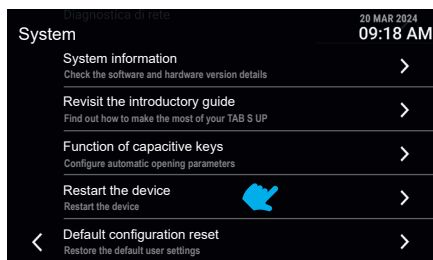 Diagnostica di rete
20 MAR 2024
System
09:18 AM
System information
Check the software and hardware version details
Revisit the introductory guide
Find out how to make the most of your TAB S UP
Function of capacitive keys
Configure automatic opening parameters
Restart the device
Restart the device
Default configuration reset
Restore the default user settings